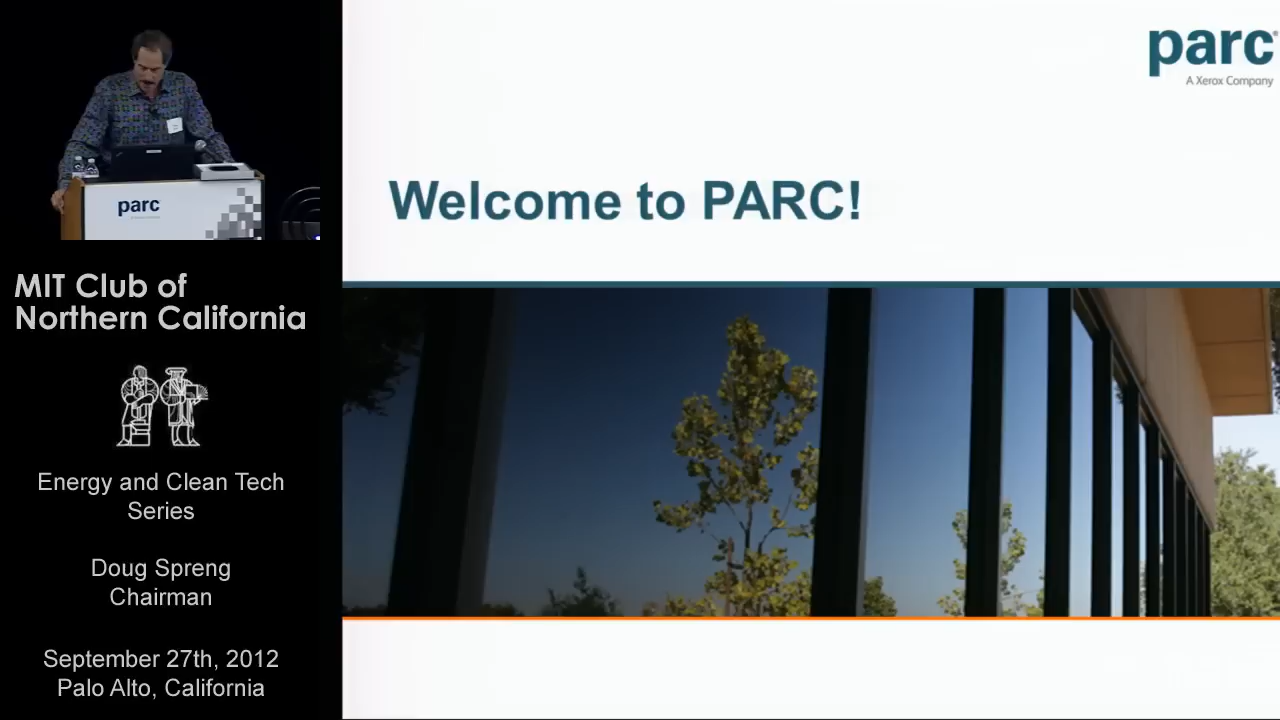 parc
A Xerox Company
Welcome to PARC!
parc
MIT Club of
Northern California
Energy and Clean Tech
Series
Doug Spreng
Chairman
September 27th, 2012
Palo Alto, California